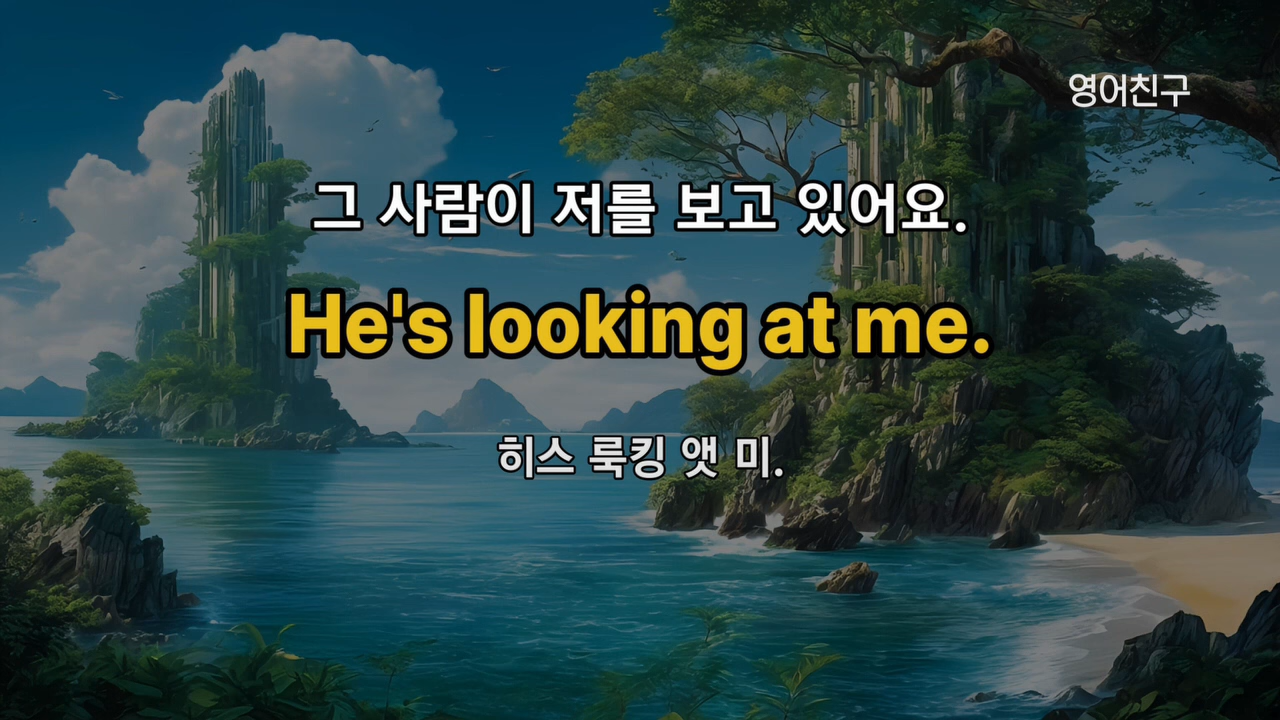 영어친구
그 사람이 저를 보고 있어요.
He's looking at me.
히스 룩킹 앳 미.